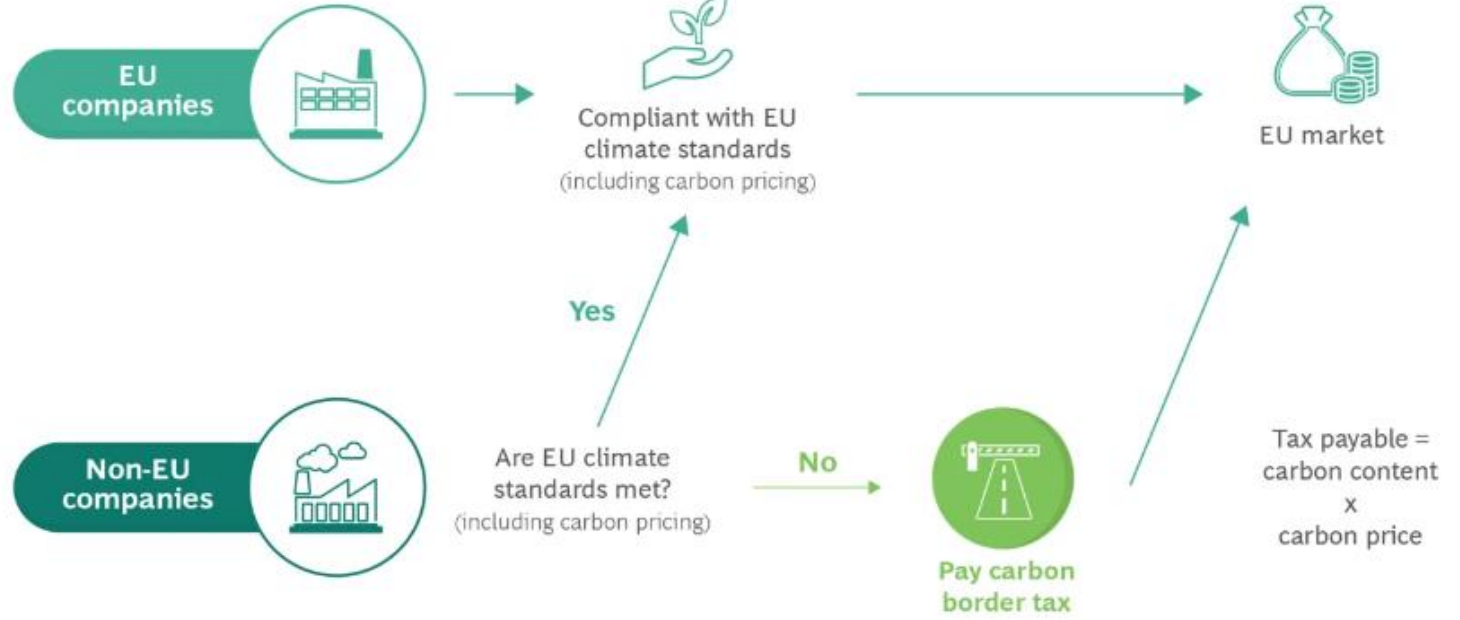 EU
companies
Compliant with EU
climate standards
(including carbon pricing)
EU market
Yes
Non-EU
companies
Are EU climate
standards met?
(including carbon pricing)
No
Pay carbon
border tax
Tax payable =
carbon content
x
carbon price